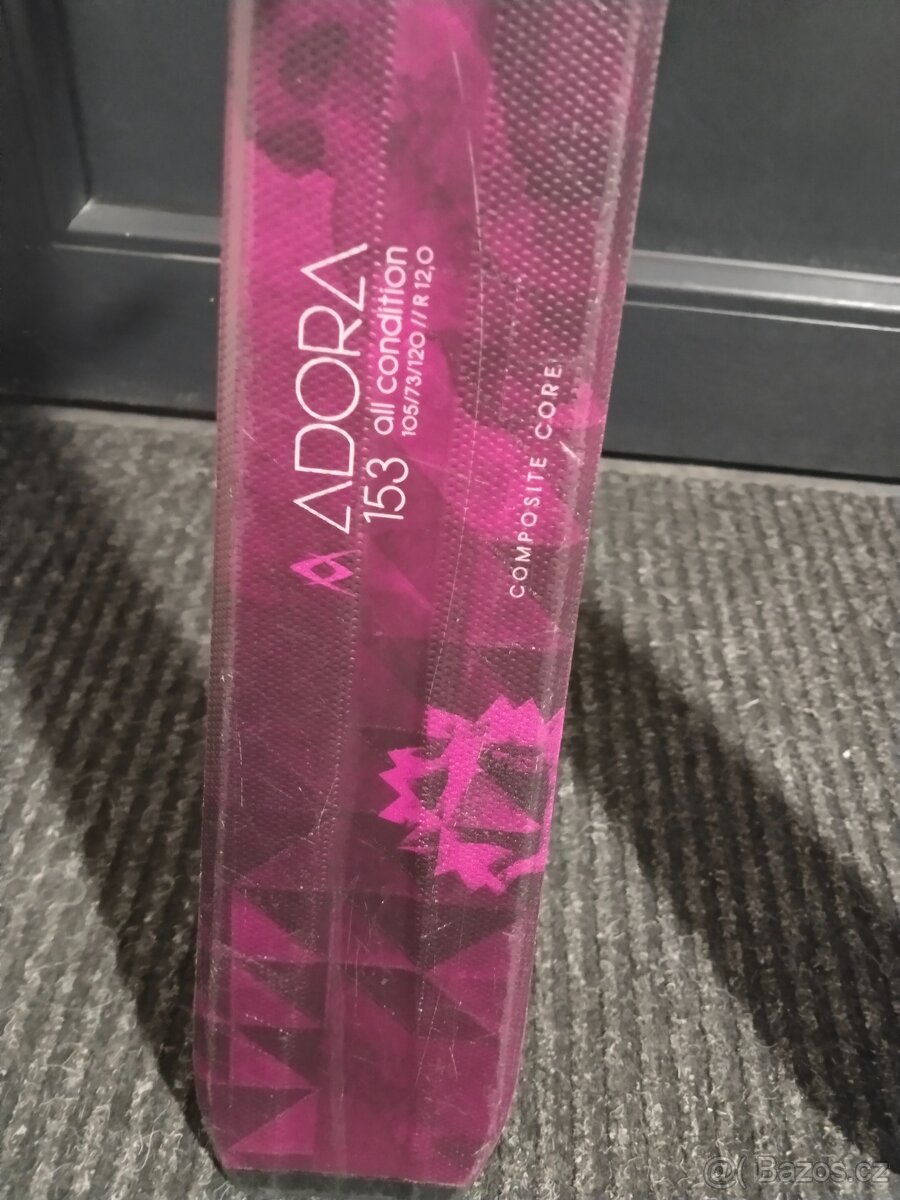 ADORA
153 all condition
105/73/120 // R 12,0
COMPOSITE CORE
@( Bazos.cz